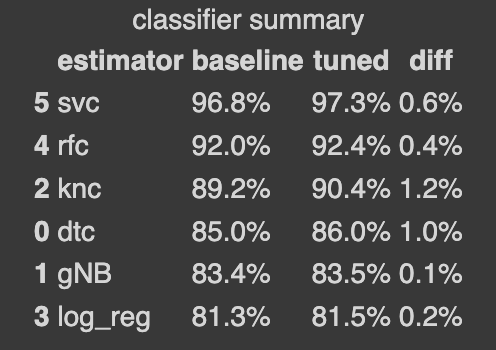 classifier summary
estimator baseline tuned diff
5 svc 96.8% 97.3% 0.6%
4 rfc 92.0% 92.4% 0.4%
2 knc 89.2% 90.4% 1.2%
0 dtc 85.0% 86.0% 1.0%
1 gNB 83.4% 83.5% 0.1%
3 log_reg 81.3% 81.5% 0.2%